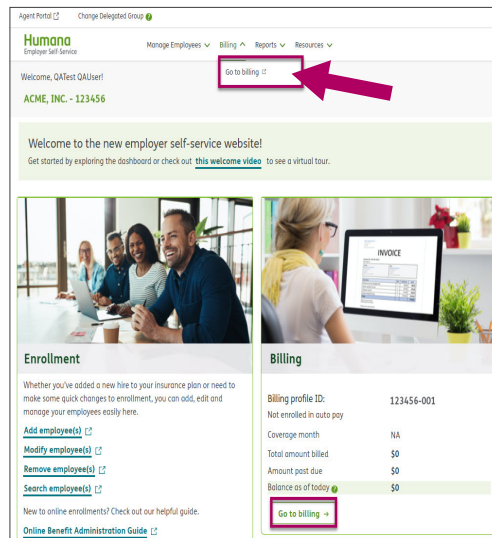 Agent Portal Change Delegated Group ?
Humana
Employer Self-Service
Manage Employees Billing Reports Resources
Go to billing
Welcome, QATest QAUser!
ACME, INC. - 123456
Welcome to the new employer self-service website!
Get started by exploring the dashboard or check out this welcome video to see a virtual tour.
INVOICE
Enrollment
Whether you've added a new hire to your insurance plan or need to
make some quick changes to enrollment, you can add, edit and
manage your employees easily here.
Add employee(s)
Modify employee(s)
Remove employee(s)
Search employee(s)
New to online enrollments? Check out our helpful guide.
Online Benefit Administration Guide
Billing
Billing profile ID: 123456-001
Not enrolled in auto pay
Coverage month NA
Total amount billed $0
Amount past due $0
Balance as of today ? $0
Go to billing →